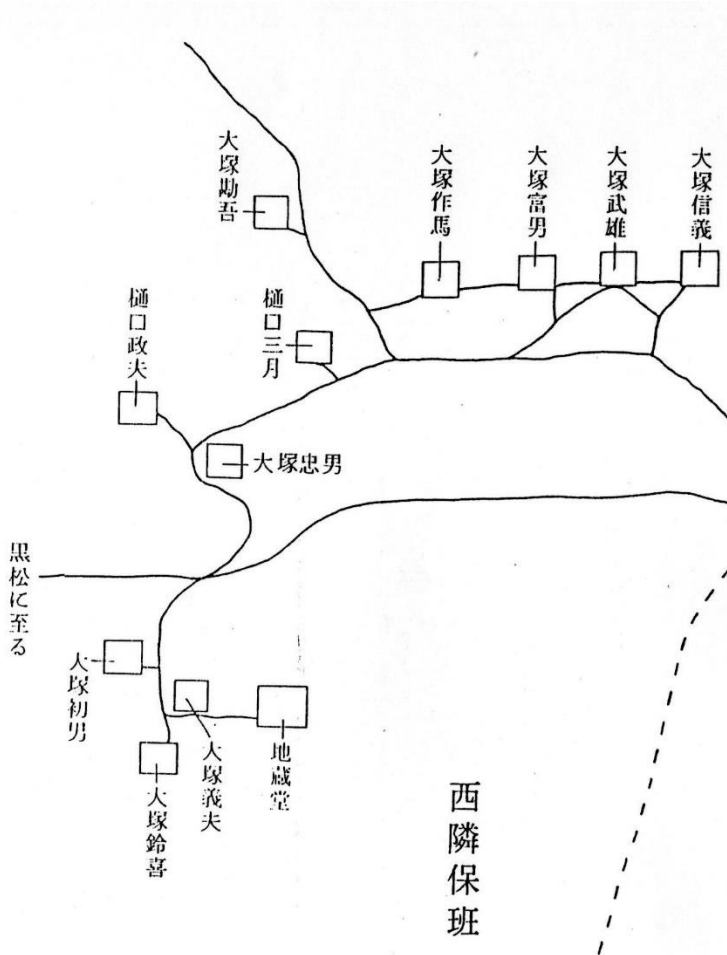 大塚信義
大塚武雄
大塚富男
大塚作馬
大塚勘吾
樋口三月
樋口政夫
大塚忠男
黒松に至る
大塚初男
大塚義夫
地蔵堂
大塚鈴喜
西隣保班